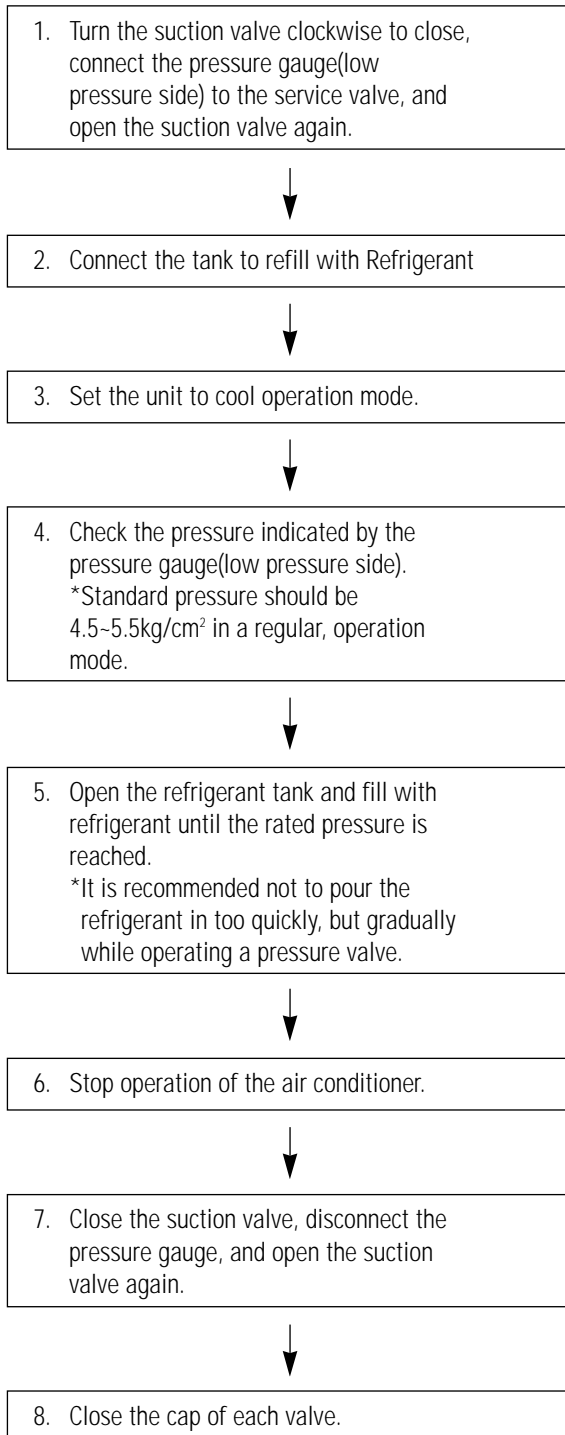 1. Turn the suction valve clockwise to close,
connect the pressure gauge(low
pressure side) to the service valve, and
open the suction valve again.
2. Connect the tank to refill with Refrigerant
3. Set the unit to cool operation mode.
4. Check the pressure indicated by the
pressure gauge(low pressure side).
*Standard pressure should be
4.5~5.5kg/cm² in a regular, operation
mode.
5. Open the refrigerant tank and fill with
refrigerant until the rated pressure is
reached.
*It is recommended not to pour the
refrigerant in too quickly, but gradually
while operating a pressure valve.
6. Stop operation of the air conditioner.
7. Close the suction valve, disconnect the
pressure gauge, and open the suction
valve again.
8. Close the cap of each valve.